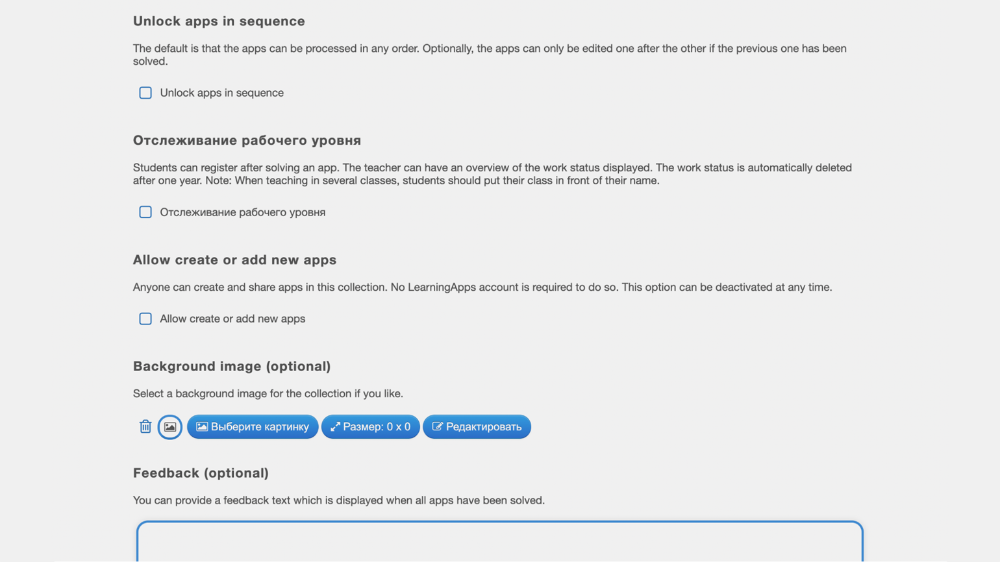 Unlock apps in sequence
The default is that the apps can be processed in any order. Optionally, the apps can only be edited one after the other if the previous one has been
solved.
Unlock apps in sequence
Отслеживание рабочего уровня
Students can register after solving an app. The teacher can have an overview of the work status displayed. The work status is automatically deleted
after one year. Note: When teaching in several classes, students should put their class in front of their name.
Отслеживание рабочего уровня
Allow create or add new apps
Anyone can create and share apps in this collection. No LearningApps account is required to do so. This option can be deactivated at any time.
Allow create or add new apps
Background image (optional)
Select a background image for the collection if you like.
Выберите картинку Размер: 0 x 0 Редактировать
Feedback (optional)
You can provide a feedback text which is displayed when all apps have been solved.